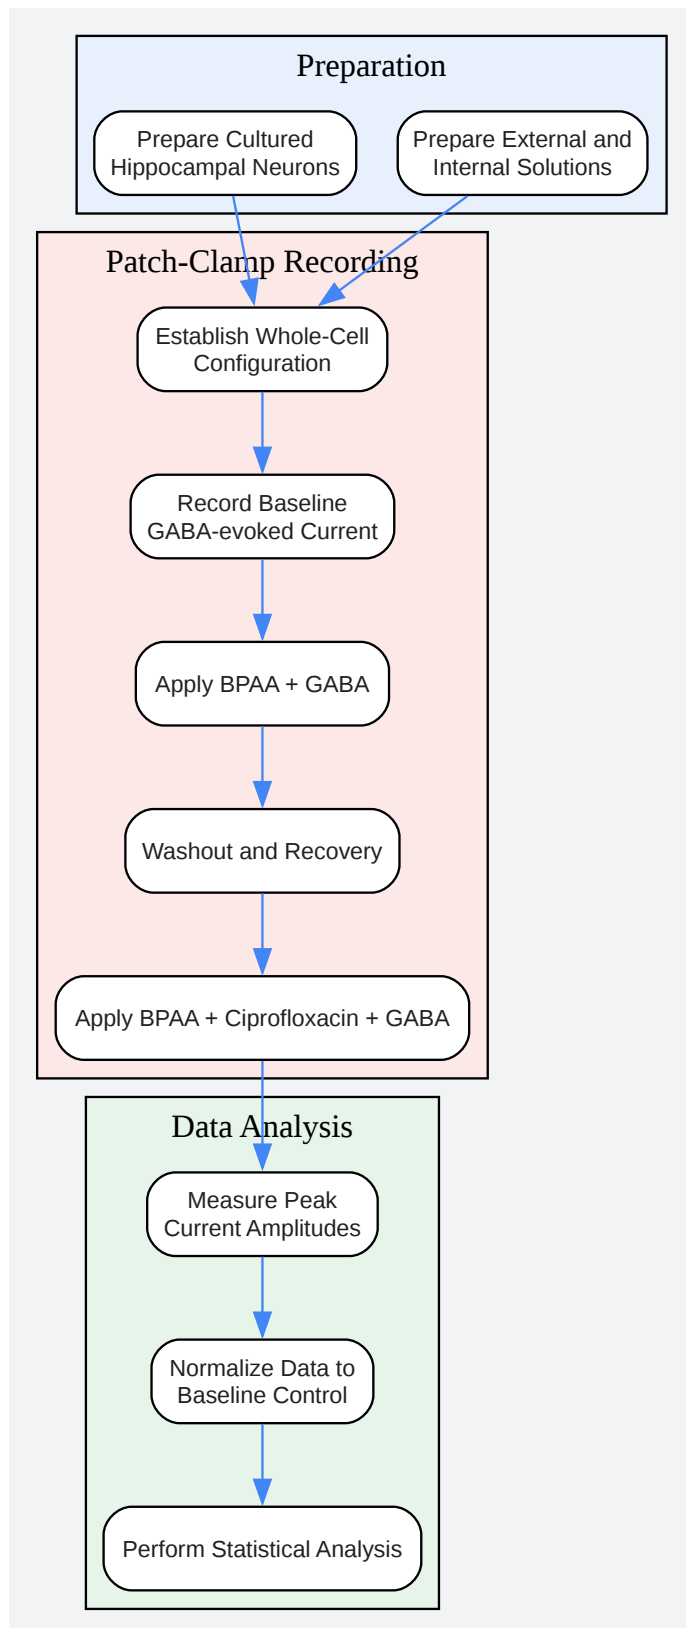 Preparation
Prepare Cultured
Hippocampal Neurons
Prepare External and
Internal Solutions
Patch-Clamp Recording
Establish Whole-Cell
Configuration
Record Baseline
GABA-evoked Current
Apply BPAA + GABA
Washout and Recovery
Apply BPAA + Ciprofloxacin + GABA
Data Analysis
Measure Peak
Current Amplitudes
Normalize Data to
Baseline Control
Perform Statistical Analysis